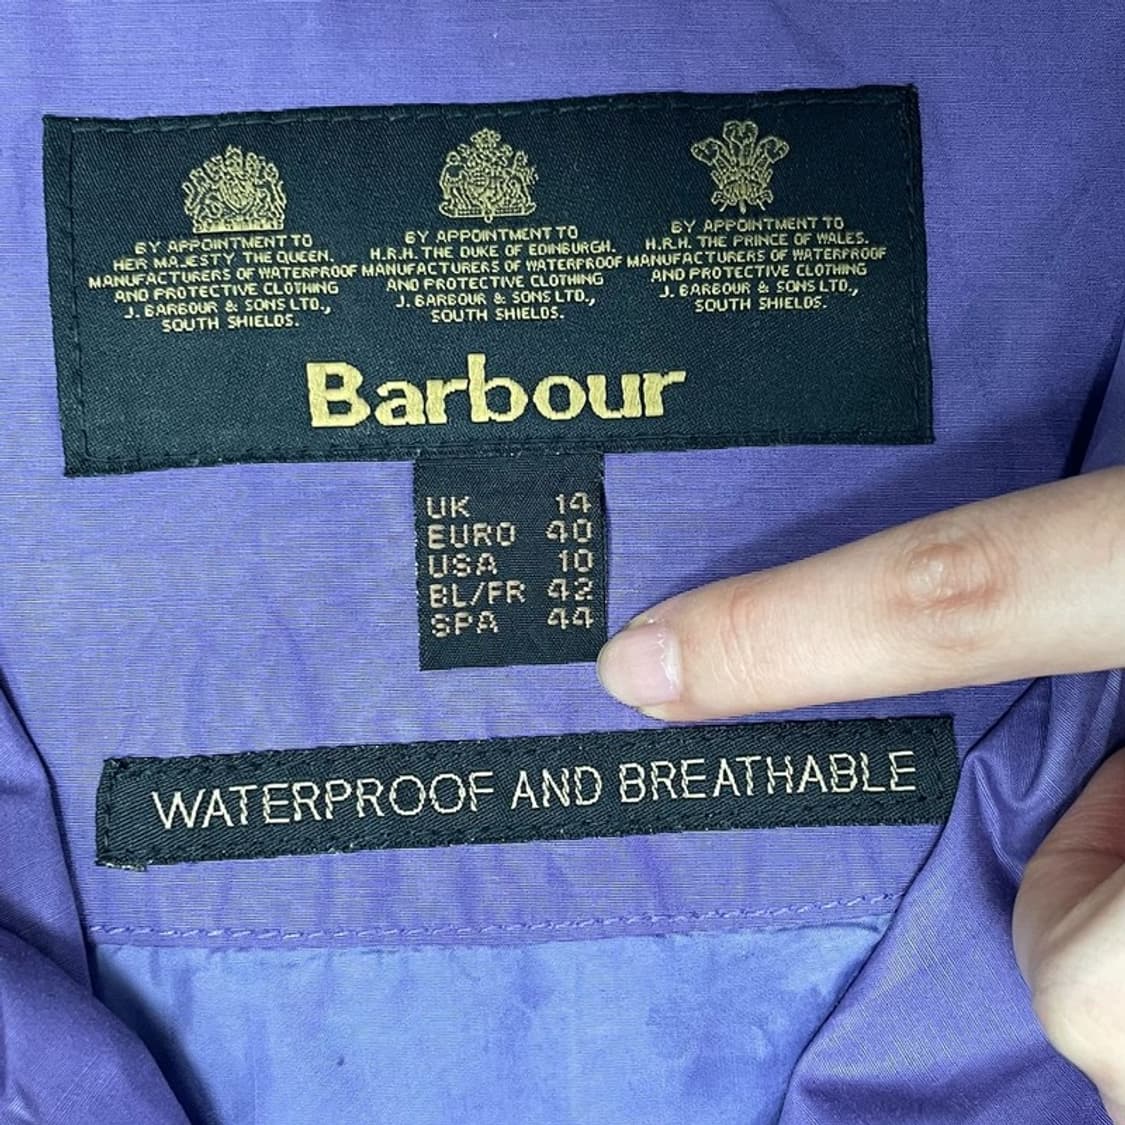 BY APPOINTMENT TO
HER MAJESTY THE QUEEN.
MANUFACTURERS OF WATERPROOF
AND PROTECTIVE CLOTHING
J. BARBOUR & SONS LTD.,
SOUTH SHIELDS.
BY APPOINTMENT TO
H.R.H. THE DUKE OF EDINBURGH.
MANUFACTURERS OF WATERPROOF
AND PROTECTIVE CLOTHING
J. BARBOUR & SONS LTD.,
SOUTH SHIELDS.
BY APPOINTMENT TO
H.R.H. THE PRINCE OF WALES.
MANUFACTURERS OF WATERPROOF
AND PROTECTIVE CLOTHING
J. BARBOUR & SONS LTD.,
SOUTH SHIELDS.
Barbour
UK 14
EURO 40
USA 10
BL/FR 42
SPA 44
WATERPROOF AND BREATHABLE